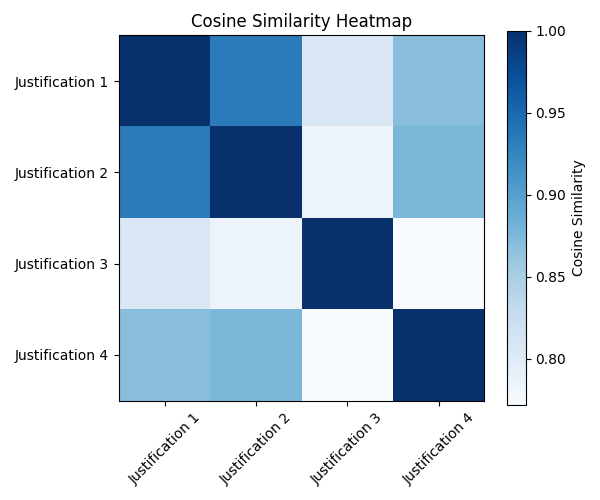 Cosine Similarity Heatmap
Justification 1
Justification 2
Justification 3
Justification 4
Justification 1
Justification 2
Justification 3
Justification 4
1.00
0.95
0.90
0.85
0.80
Cosine Similarity